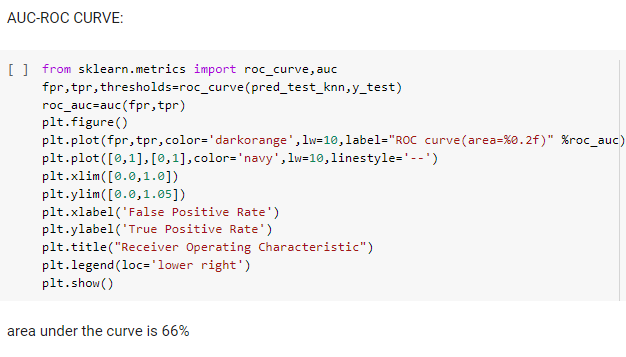 AUC-ROC CURVE:
[ ] from sklearn.metrics import roc_curve,auc
fpr,tpr,thresholds=roc_curve(pred_test_knn,y_test)
roc_auc=auc(fpr,tpr)
plt.figure()
plt.plot(fpr,tpr,color='darkorange',lw=10,label="ROC curve(area=%0.2f)" %roc_auc)
plt.plot([0,1],[0,1],color='navy',lw=10,linestyle='--')
plt.xlim([0.0,1.0])
plt.ylim([0.0,1.05])
plt.xlabel('False Positive Rate')
plt.ylabel('True Positive Rate')
plt.title("Receiver Operating Characteristic")
plt.legend(loc='lower right')
plt.show()
area under the curve is 66%